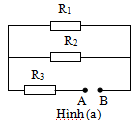 R₁
R₂
R₃
A B
Hình (a)